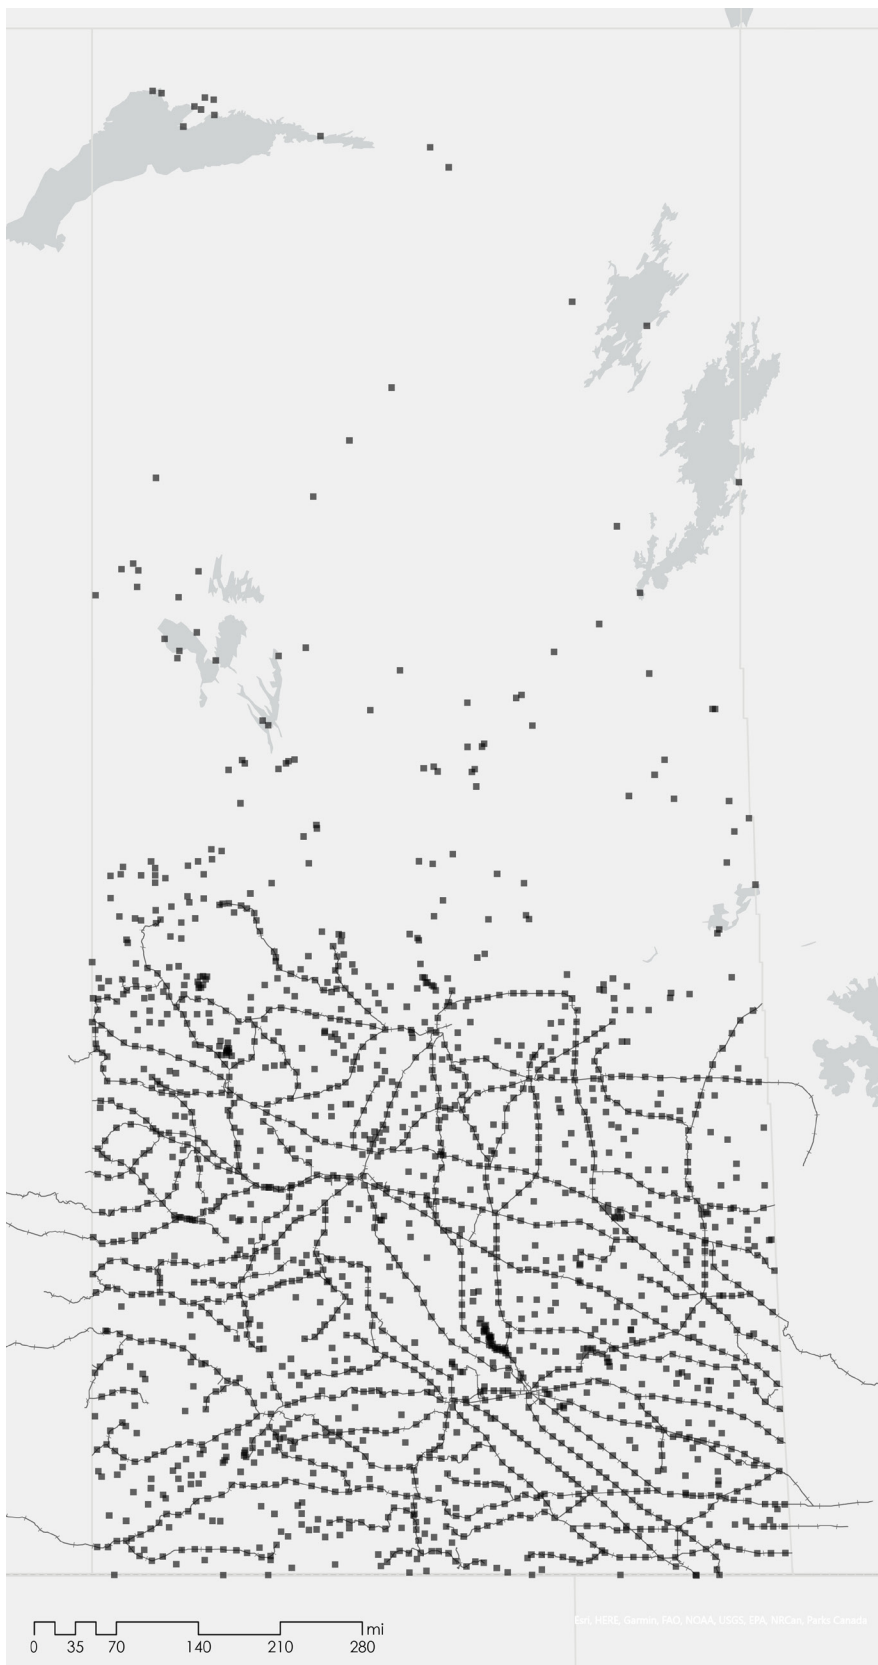 Esri, HERE, Garmin, FAO, NOAA, USGS, EPA, NRCan, Parks Canada
mi
0 35 70 140 210 280